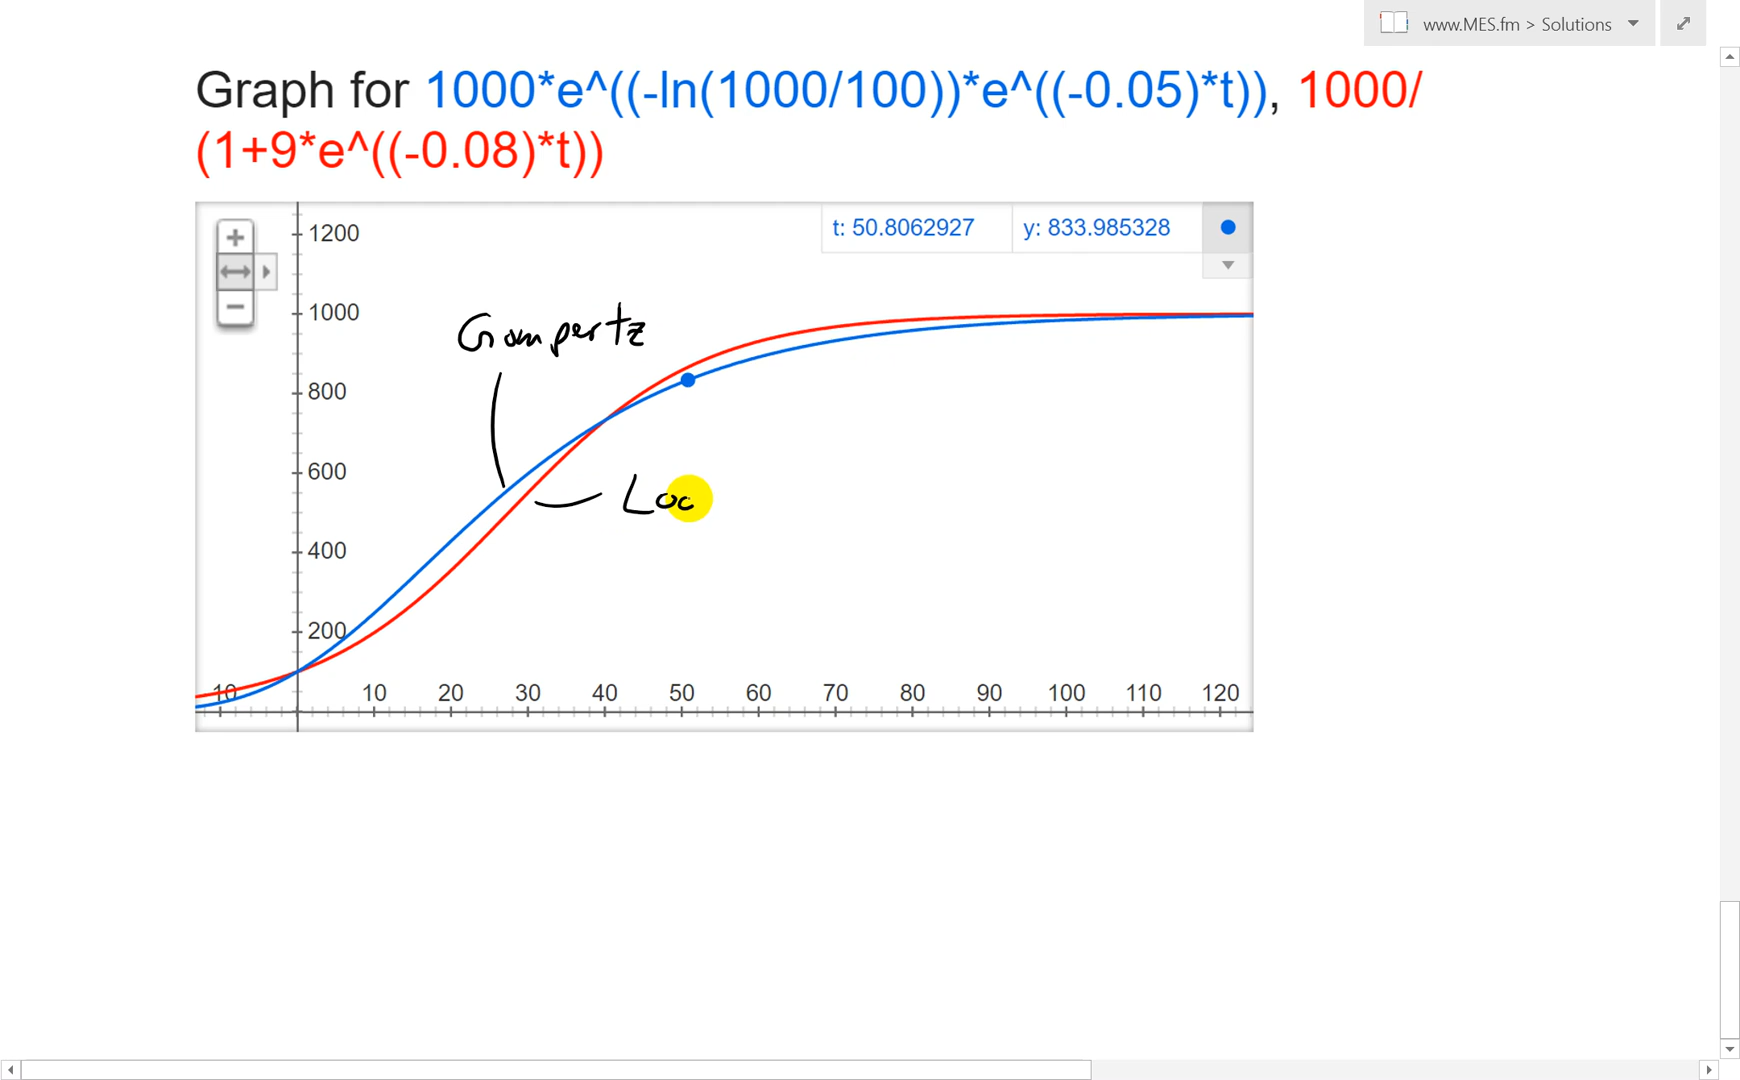 www.MES.fm > Solutions
Graph for 1000*e^((-ln(1000/100))*e^((-0.05)*t)), 1000/
(1+9*e^((-0.08)*t))
t: 50.8062927 y: 833.985328
1200
1000
Gompertz
800
600
Loc
400
200
10 10 20 30 40 50 60 70 80 90 100 110 120